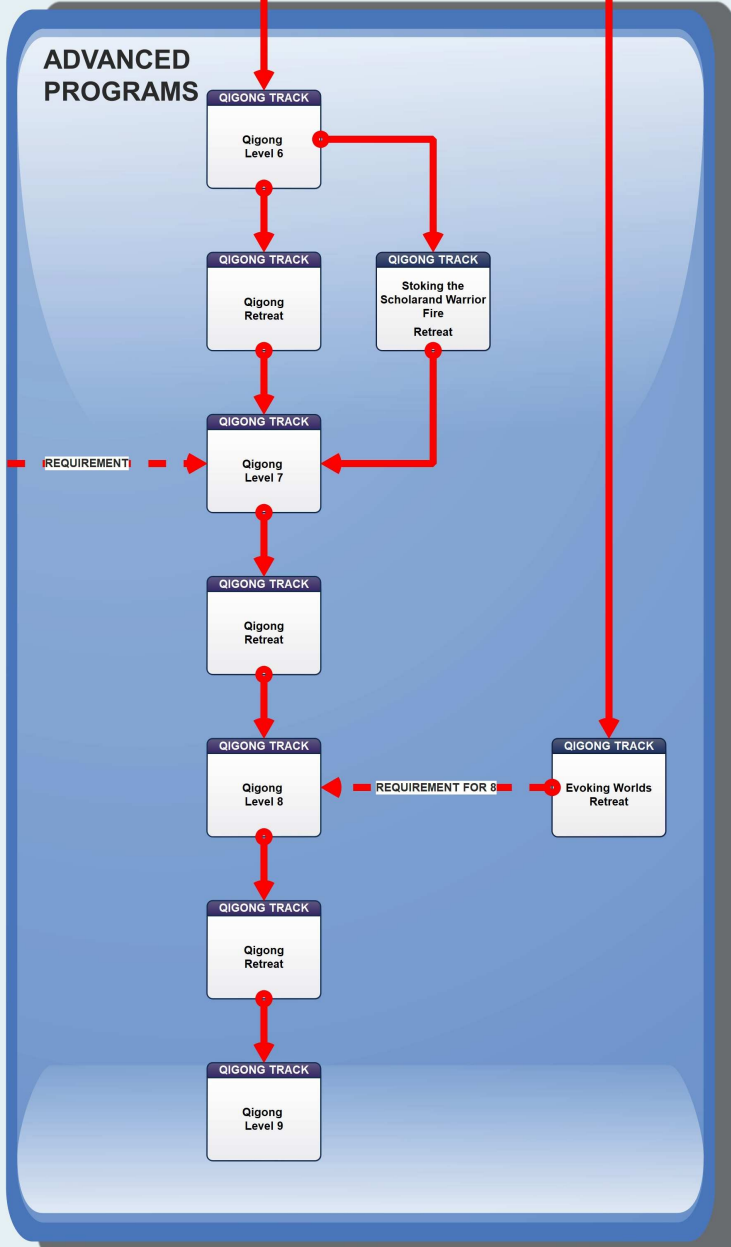 ADVANCED
PROGRAMS
QIGONG TRACK
Qigong
Level 6
QIGONG TRACK
Qigong
Retreat
QIGONG TRACK
Stoking the
Scholarand Warrior
Fire
Retreat
QIGONG TRACK
Qigong
Level 7
REQUIREMENT
QIGONG TRACK
Qigong
Retreat
QIGONG TRACK
Qigong
Level 8
REQUIREMENT FOR 8
QIGONG TRACK
Evoking Worlds
Retreat
QIGONG TRACK
Qigong
Retreat
QIGONG TRACK
Qigong
Level 9